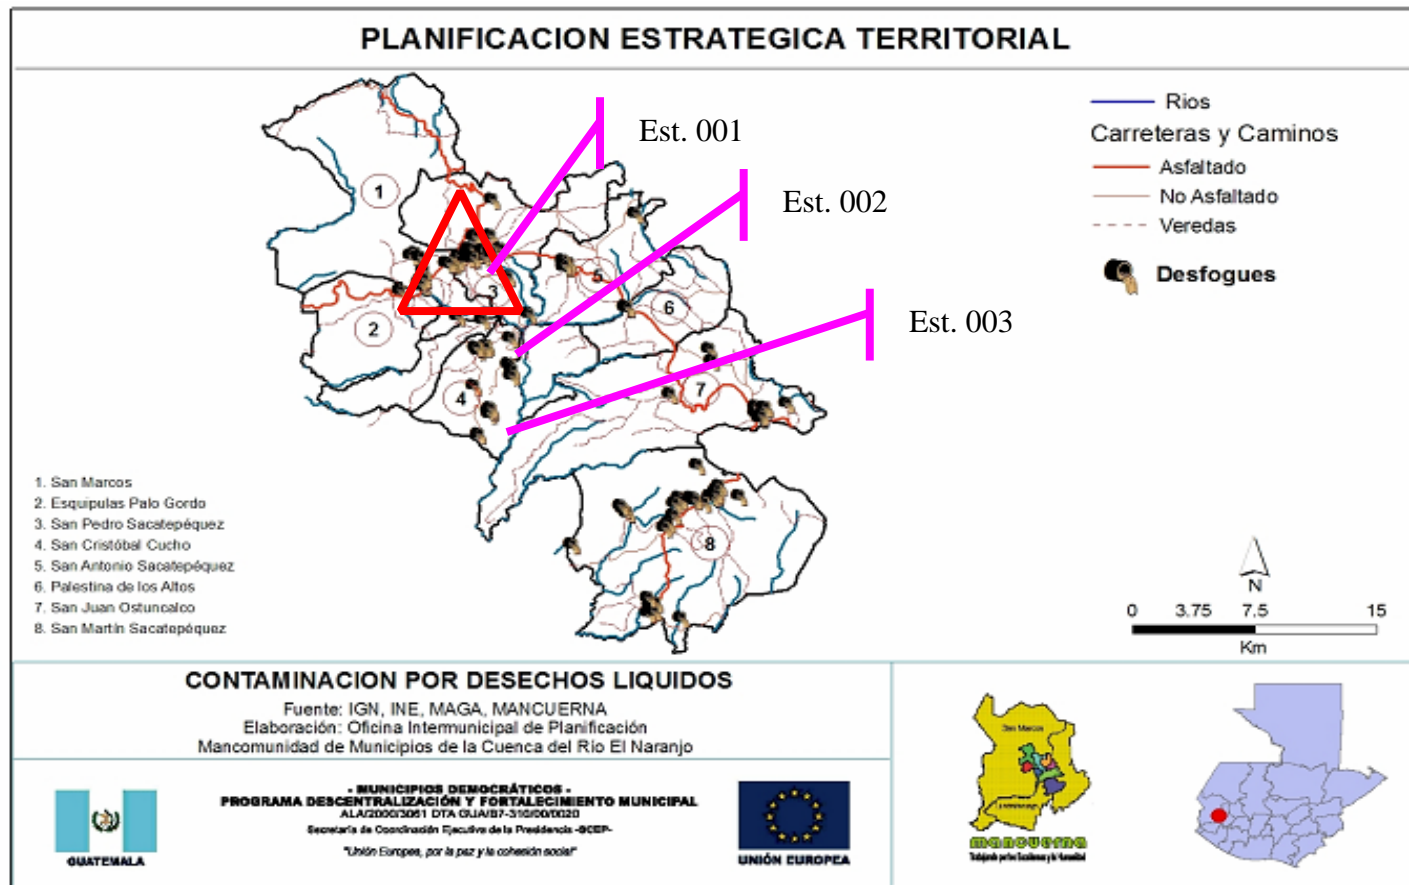 PLANIFICACION ESTRATEGICA TERRITORIAL
Est. 001
Est. 002
Est. 003
Rios
Carreteras y Caminos
Asfaltado
No Asfaltado
Veredas
Desfogues
1
2
3
4
5
6
7
8
1. San Marcos
2. Esquipulas Palo Gordo
3. San Pedro Sacatepéquez
4. San Cristóbal Cucho
5. San Antonio Sacatepéquez
6. Palestina de los Altos
7. San Juan Ostuncalco
8. San Martín Sacatepéquez
N
0 3.75 7.5 15
Km
CONTAMINACION POR DESECHOS LIQUIDOS
Fuente: IGN, INE, MAGA, MANCUERNA
Elaboración: Oficina Intermunicipal de Planificación
Mancomunidad de Municipios de la Cuenca del Río El Naranjo
GUATEMALA
- MUNICIPIOS DEMOCRÁTICOS -
PROGRAMA DESCENTRALIZACIÓN Y FORTALECIMIENTO MUNICIPAL
Secretaría de Coordinación Ejecutiva de la Presidencia -SCEP-
"Unión Europea, por la paz y la cohesión social"
UNIÓN EUROPEA
San Marcos
mancuerna